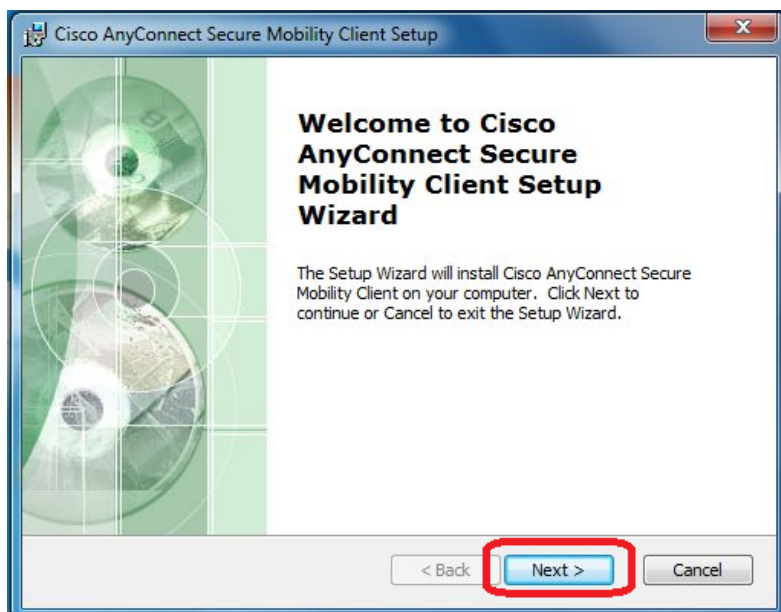 Cisco AnyConnect Secure Mobility Client Setup
Welcome to Cisco
AnyConnect Secure
Mobility Client Setup
Wizard
The Setup Wizard will install Cisco AnyConnect Secure
Mobility Client on your computer. Click Next to
continue or Cancel to exit the Setup Wizard.
< Back Next > Cancel